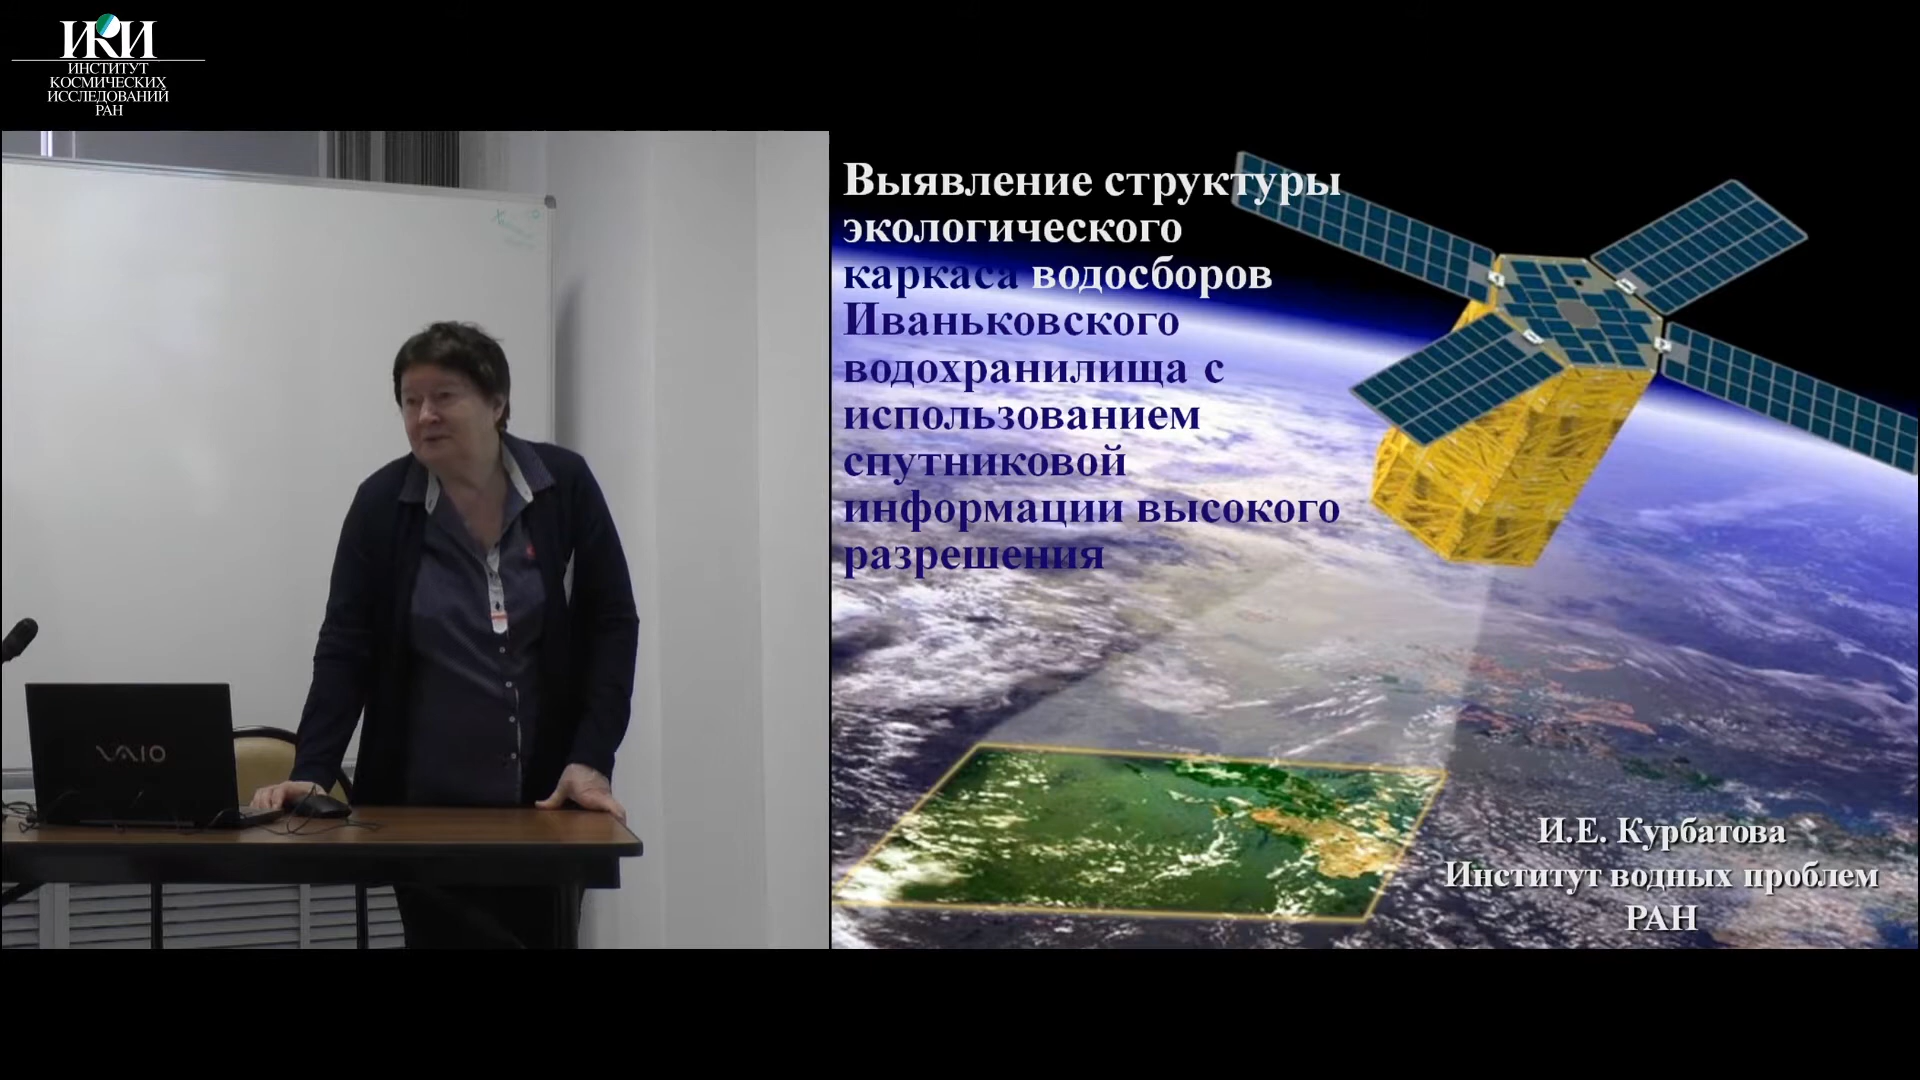 ИКИ
ИНСТИТУТ
КОСМИЧЕСКИХ
ИССЛЕДОВАНИЙ
РАН
Выявление структуры
экологического
каркаса водосборов
Иваньковского
водохранилища с
использованием
спутниковой
информации высокого
разрешения
VAIO
И.Е. Курбатова
Институт водных проблем
РАН